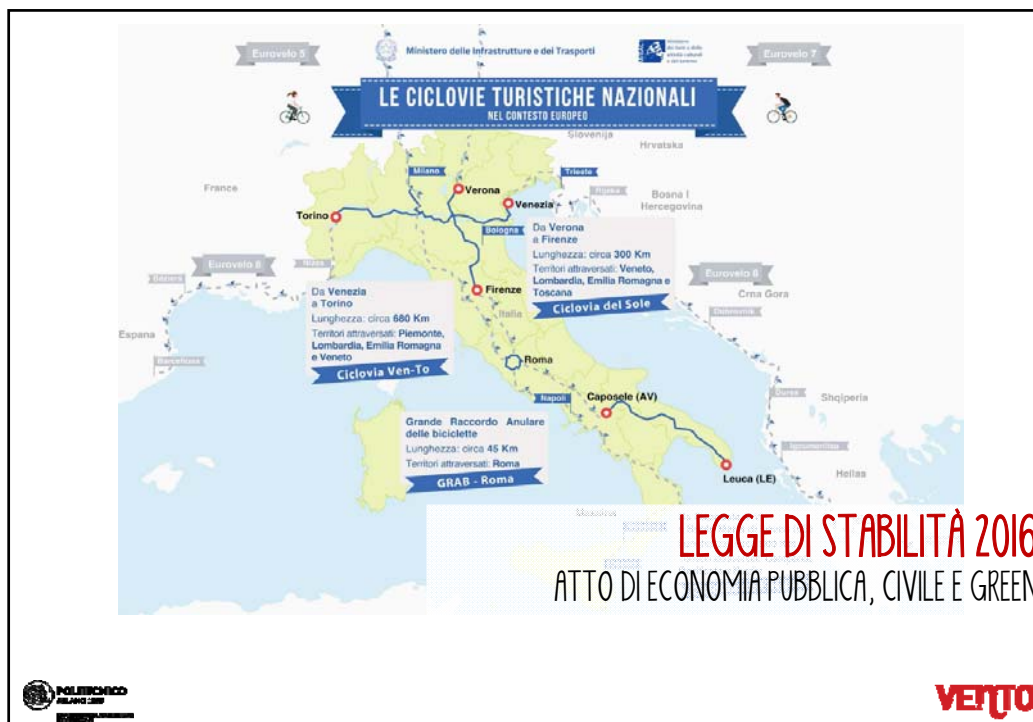 Eurovelo 5
Ministero delle Infrastrutture e dei Trasporti
Eurovelo 7
LE CICLOVIE TURISTICHE NAZIONALI
NEL CONTESTO EUROPEO
Slovenija
Hrvatska
Milano
Trieste
France
Verona
Bosna I
Hercegovina
Venezia
Torino
Bologna
Da Verona
a Firenze
Lunghezza: circa 300 Km
Territori attraversati: Veneto,
Lombardia, Emilia Romagna e
Toscana
Ciclovia del Sole
Nizza
Eurovelo 8
Crna Gora
Da Venezia
a Torino
Lunghezza: circa 680 Km
Territori attraversati: Piemonte,
Lombardia, Emilia Romagna
e Veneto
Ciclovia Ven-To
Firenze
Italia
Espana
Barcellona
Roma
Napoli
Caposele (AV)
Shqiperia
Grande Raccordo Anulare
delle biciclette
Lunghezza: circa 45 Km
Territori attraversati: Roma
GRAB - Roma
Leuca (LE)
Hellas
LEGGE DI STABILITÀ 2016
ATTO DI ECONOMIA PUBBLICA, CIVILE E GREEN
POLITECNICO
MILANO 1863
VENTO